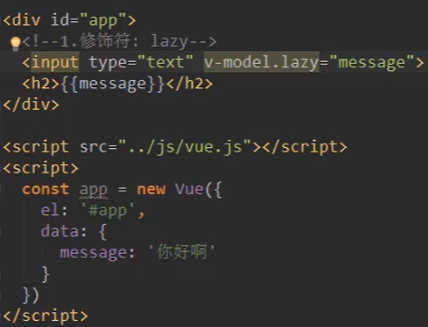 <div id="app">
<!--1.修饰符: lazy-->
<input type="text" v-model.lazy="message">
<h2>{{message}}</h2>
</div>
<script src="../js/vue.js"></script>
<script>
const app = new Vue({
el: '#app',
data: {
message: '你好啊'
}
})
</script>